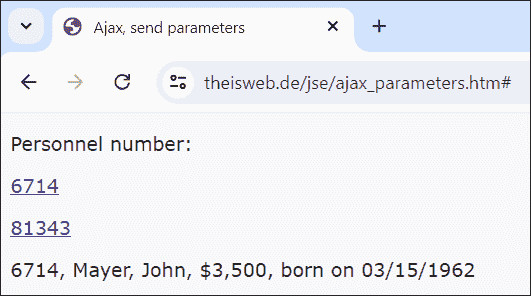 Ajax, send parameters
theisweb.de/jse/ajax_parameters.htm#
Personnel number:
6714
81343
6714, Mayer, John, $3,500, born on 03/15/1962